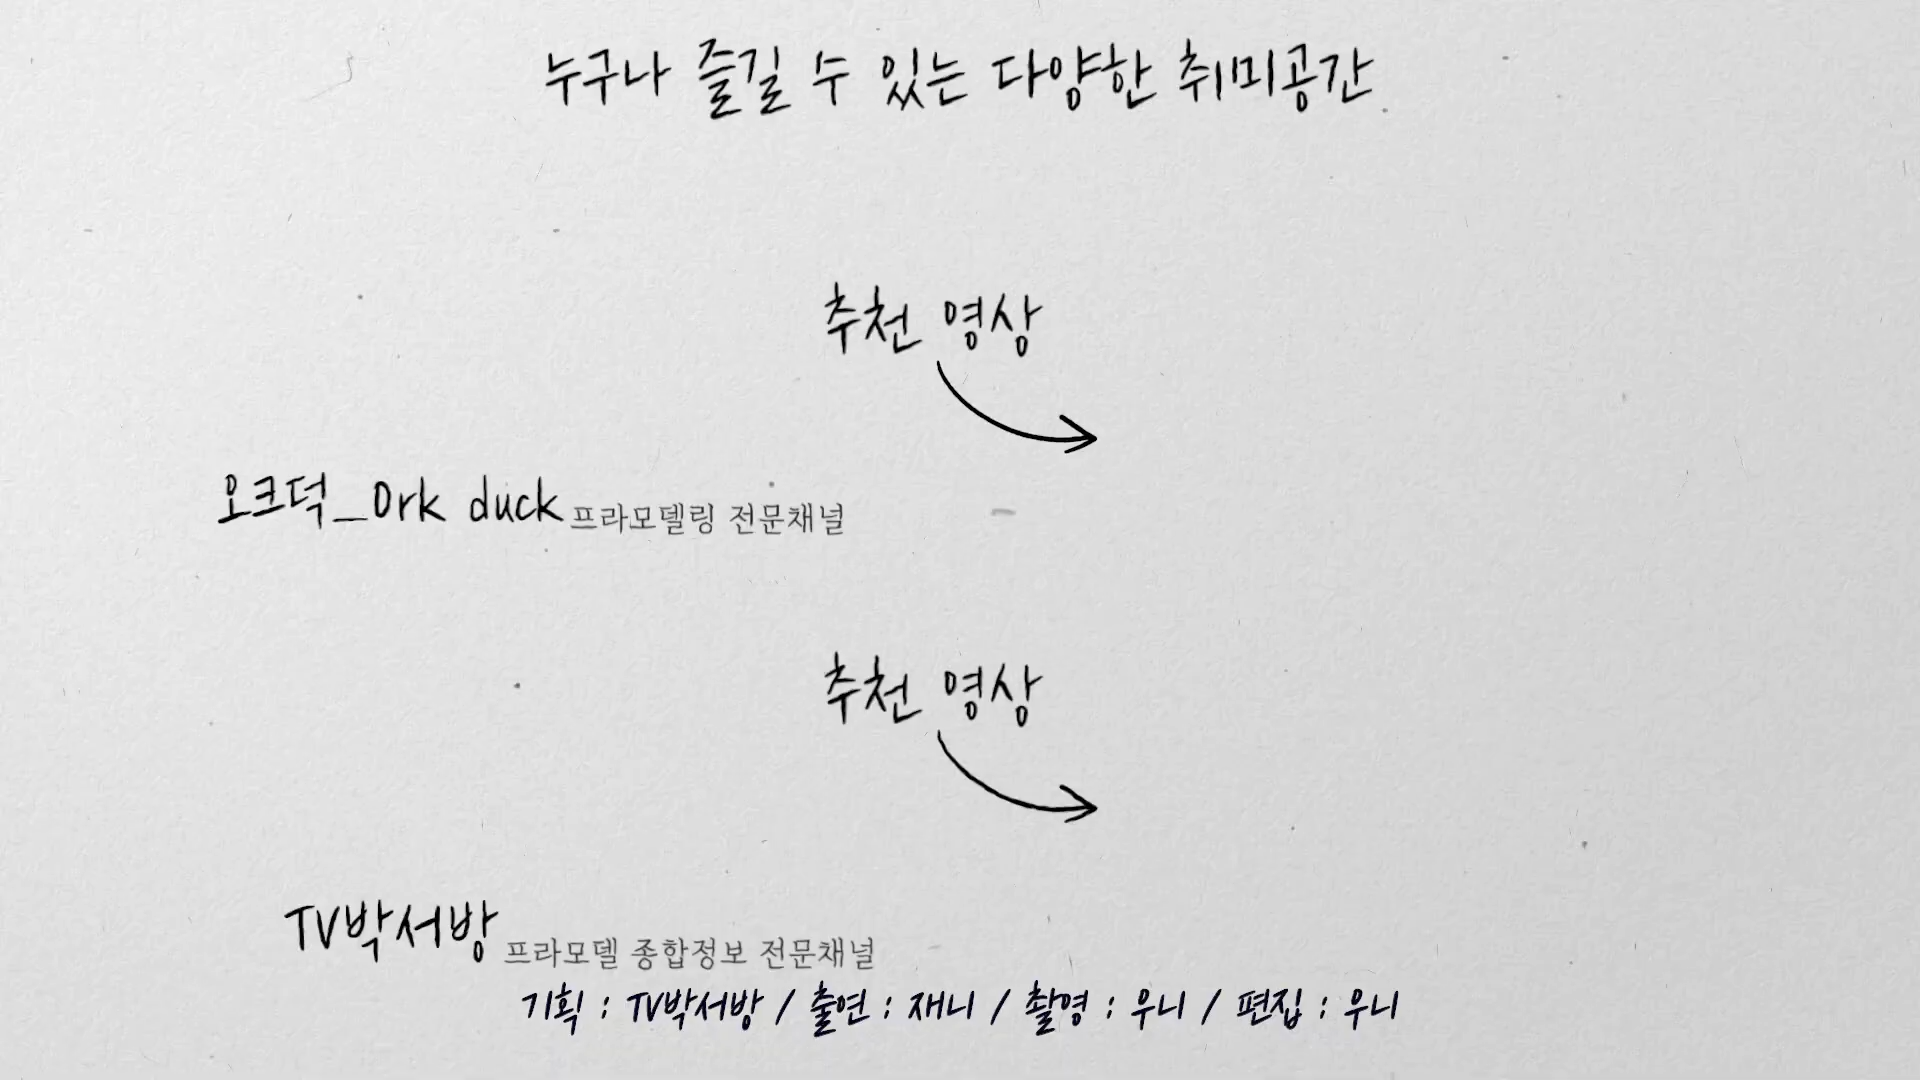 누구나 즐길 수 있는 다양한 취미공간
추천 영상
오크덕_Ork duck 프라모델링 전문채널
추천 영상
TV박서방 프라모델 종합정보 전문채널
기획 : TV박서방 / 출연 : 재니 / 촬영 : 우니 / 편집 : 우니